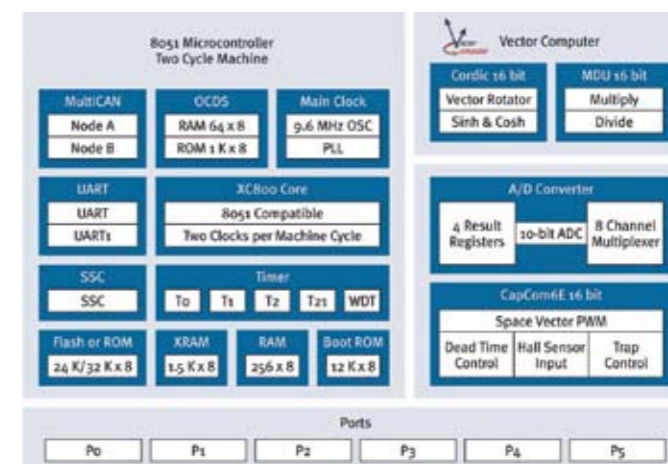 8051 Microcontroller
Two Cycle Machine
MultiCAN
Node A
Node B
OCDS
RAM 64 x 8
ROM 1 K x 8
Main Clock
9.6 MHz OSC
PLL
UART
UART
UART1
XC800 Core
8051 Compatible
Two Clocks per Machine Cycle
SSC
SSC
Timer
T0 T1 T2 T21 WDT
Flash or ROM
24 K/32 K x 8
XRAM
1.5 K x 8
RAM
256 x 8
Boot ROM
12 K x 8
Vector
Computer
Vector Computer
Cordic 16 bit
Vector Rotator
Sinh & Cosh
MDU 16 bit
Multiply
Divide
A/D Converter
4 Result
Registers
10-bit ADC
8 Channel
Multiplexer
CapCom6E 16 bit
Space Vector PWM
Dead Time
Control
Hall Sensor
Input
Trap
Control
Ports
P0 P1 P2 P3 P4 P5